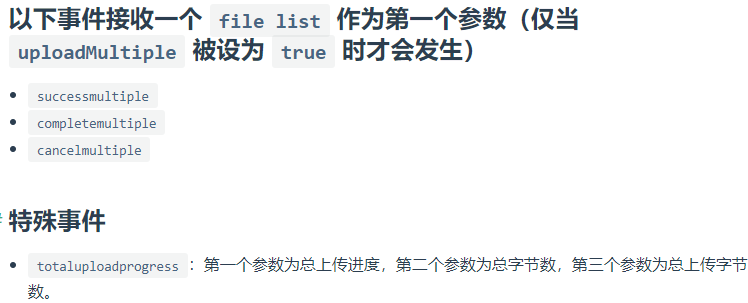 以下事件接收一个 file list 作为第一个参数（仅当
uploadMultiple 被设为 true 时才会发生）
• successmultiple
• completemultiple
• cancelmultiple
特殊事件
• totaluploadprogress：第一个参数为总上传进度，第二个参数为总字节数，第三个参数为总上传字节
数。